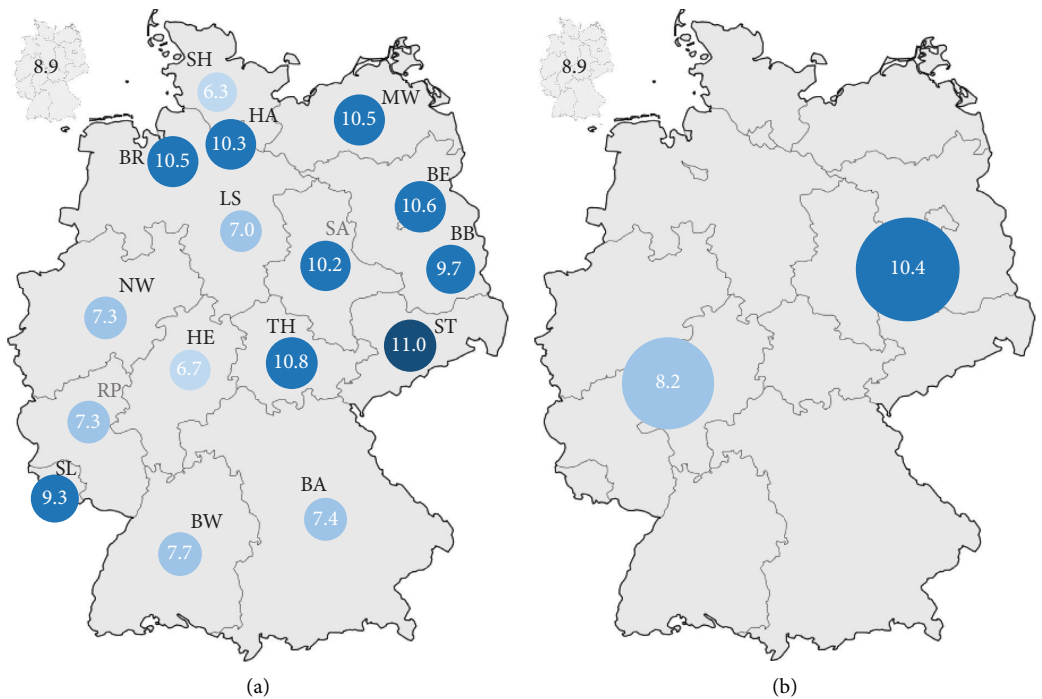 8.9
SH
6.3
MW
10.5
HA
10.3
BR
10.5
BE
10.6
LS
7.0
SA
10.2
BB
9.7
NW
7.3
HE
6.7
TH
10.8
ST
11.0
RP
7.3
SL
9.3
BA
7.4
BW
7.7
(a)
8.9
10.4
8.2
(b)